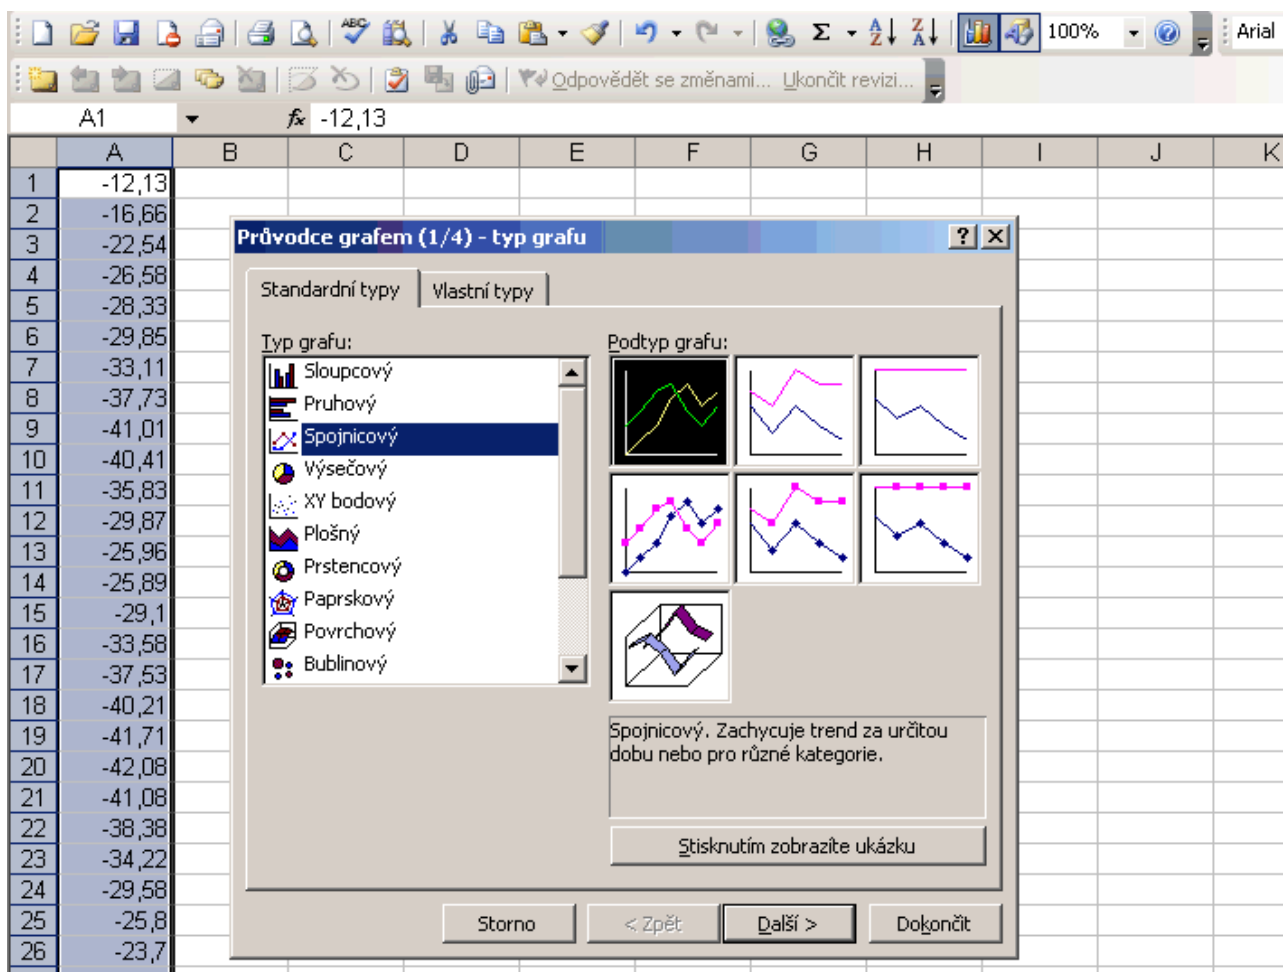 ABC Σ A Z Z A 100% Arial
Odpovědět se změnami... Ukončit revizi...
A1 fx -12,13
A B C D E F G H I J K
1 -12,13
2 -16,66
3 -22,54
4 -26,58
5 -28,33
6 -29,85
7 -33,11
8 -37,73
9 -41,01
10 -40,41
11 -35,83
12 -29,87
13 -25,96
14 -25,89
15 -29,1
16 -33,58
17 -37,53
18 -40,21
19 -41,71
20 -42,08
21 -41,08
22 -38,38
23 -34,22
24 -29,58
25 -25,8
26 -23,7
Průvodce grafem (1/4) - typ grafu
Standardní typy Vlastní typy
Typ grafu:
Sloupcový
Pruhový
Spojnicový
Výsečový
XY bodový
Plošný
Prstencový
Paprskový
Povrchový
Bublinový
Podtyp grafu:
Spojnicový. Zachycuje trend za určitou
dobu nebo pro různé kategorie.
Stisknutím zobrazíte ukázku
Storno < Zpět Další > Dokončit